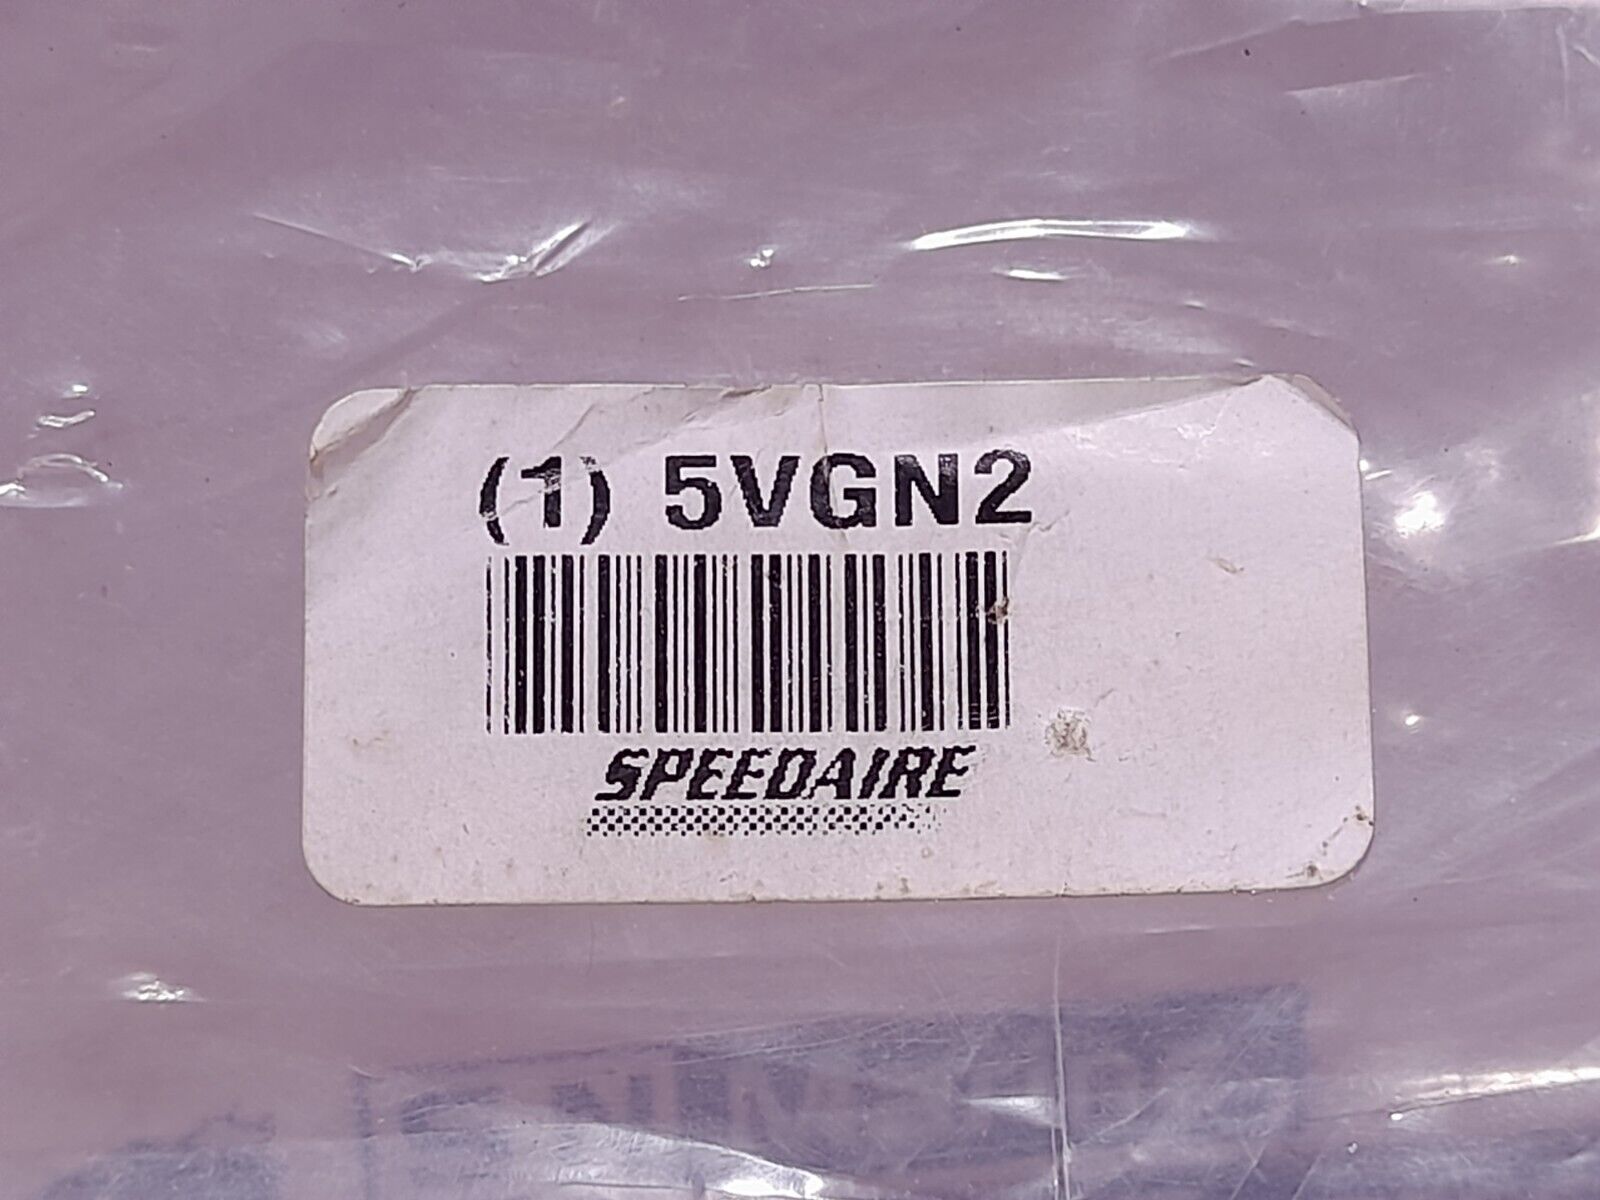 (1) 5VGN2
SPEEDAIRE